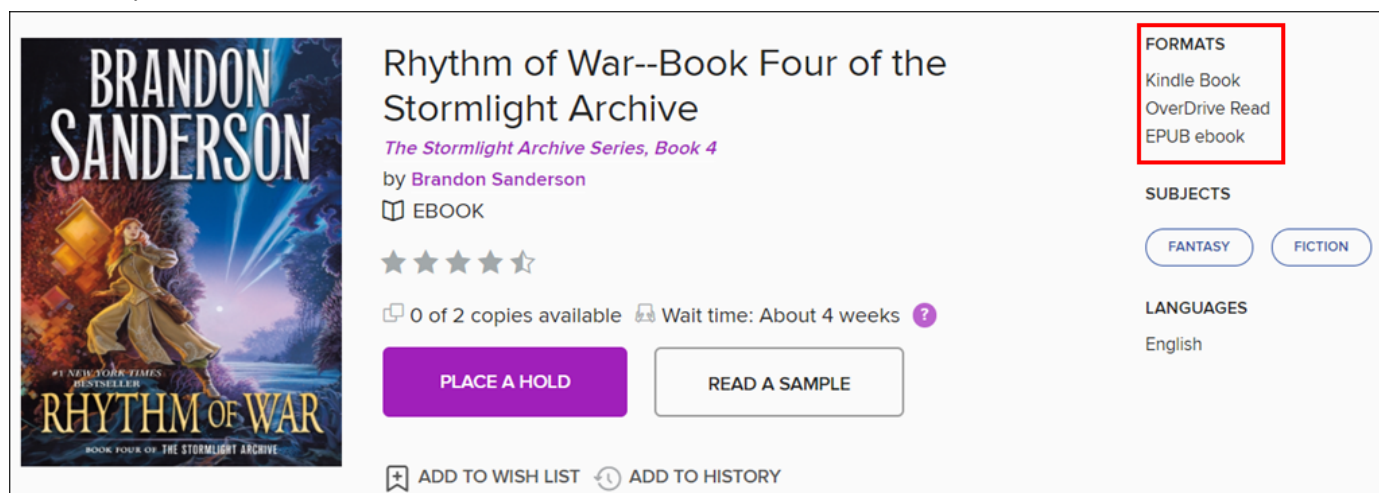 BRANDON
SANDERSON
#1 NEW YORK TIMES
BESTSELLER
RHYTHM OF WAR
BOOK FOUR OF THE STORMLIGHT ARCHIVE
Rhythm of War--Book Four of the
Stormlight Archive
The Stormlight Archive Series, Book 4
by Brandon Sanderson
EBOOK
0 of 2 copies available Wait time: About 4 weeks ?
PLACE A HOLD READ A SAMPLE
ADD TO WISH LIST ADD TO HISTORY
FORMATS
Kindle Book
OverDrive Read
EPUB ebook
SUBJECTS
FANTASY FICTION
LANGUAGES
English